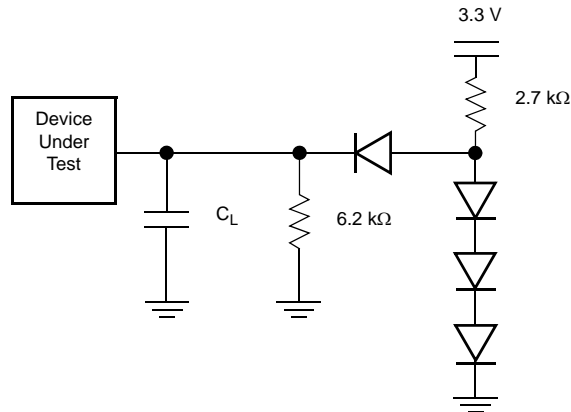 3.3 V
2.7 kΩ
Device
Under
Test
C_L
6.2 kΩ